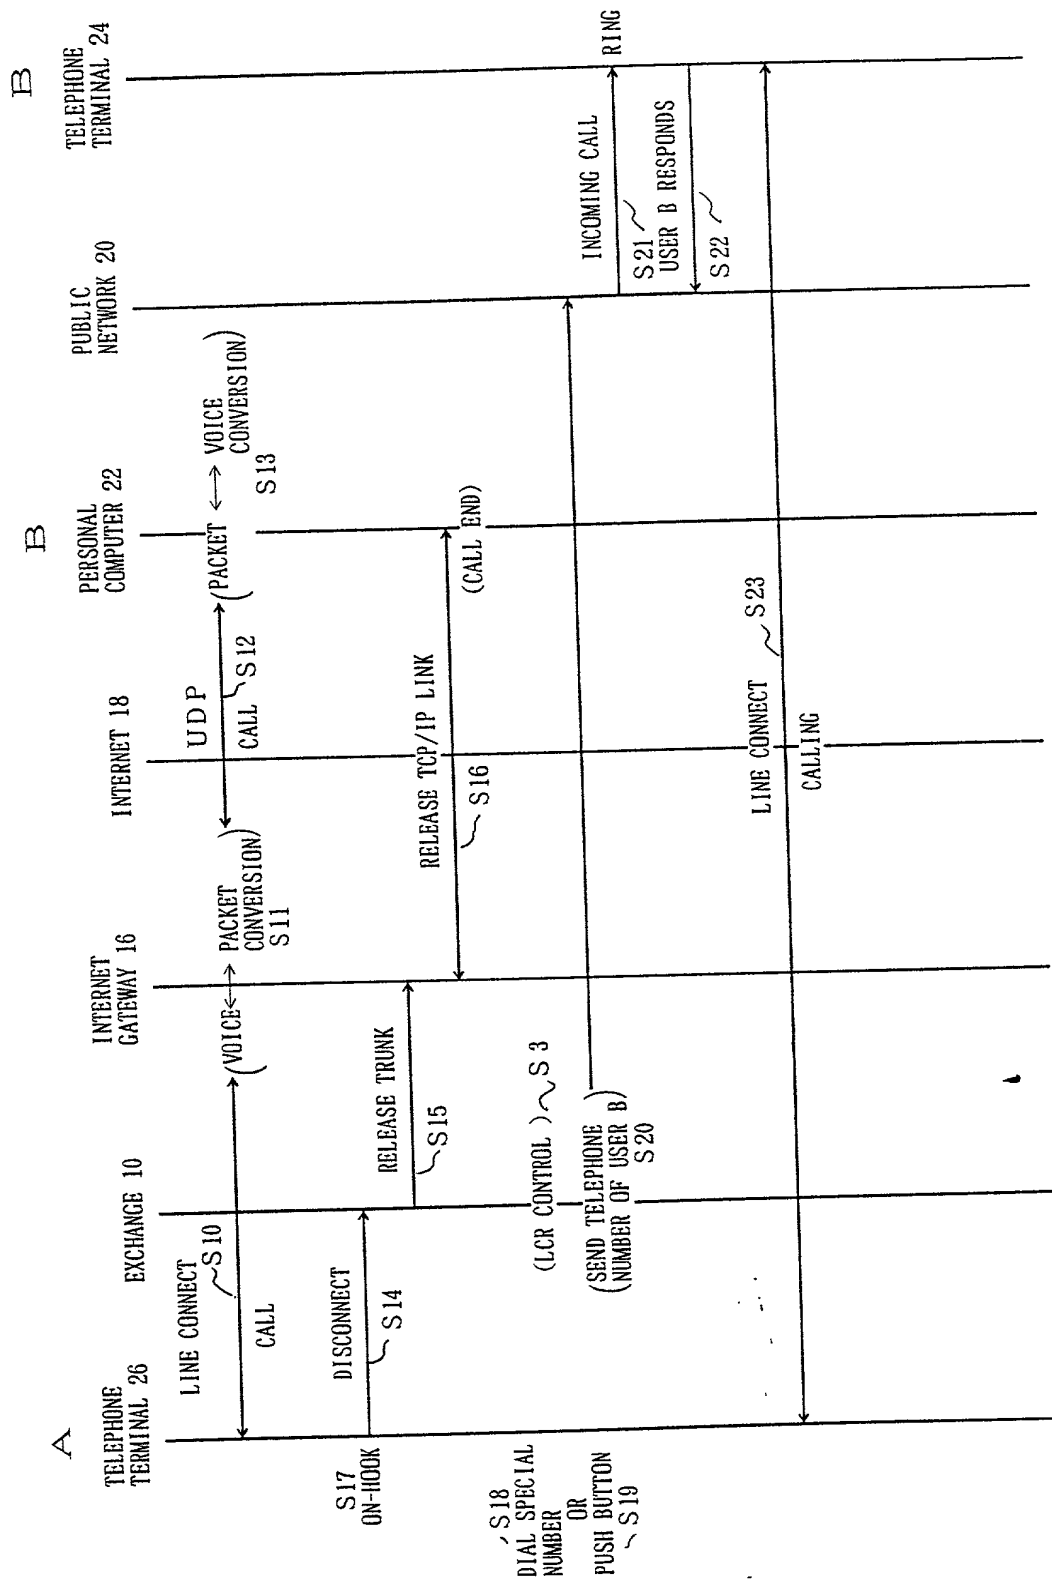 A
B
B
TELEPHONE
TERMINAL 26
EXCHANGE 10
INTERNET
GATEWAY 16
INTERNET 18
PERSONAL
COMPUTER 22
PUBLIC
NETWORK 20
TELEPHONE
TERMINAL 24
LINE CONNECT
S10
CALL
(VOICE
PACKET
CONVERSION)
S11
UDP
CALL
S12
(PACKET
VOICE
CONVERSION)
S13
S17
ON-HOOK
DISCONNECT
S14
RELEASE TRUNK
S15
RELEASE TCP/IP LINK
S16
(CALL END)
S18
DIAL SPECIAL
NUMBER
OR
PUSH BUTTON
S19
(LCR CONTROL)
S3
(SEND TELEPHONE
NUMBER OF USER B)
S20
INCOMING CALL
RING
S21
USER B RESPONDS
S22
LINE CONNECT
S23
CALLING